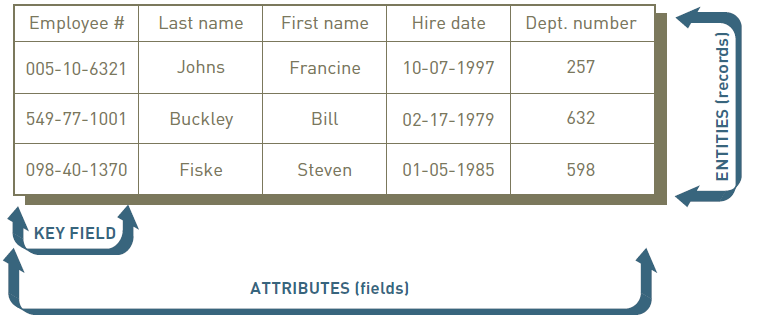 Employee # Last name First name Hire date Dept. number
005-10-6321 Johns Francine 10-07-1997 257
549-77-1001 Buckley Bill 02-17-1979 632
098-40-1370 Fiske Steven 01-05-1985 598
ENTITIES (records)
KEY FIELD
ATTRIBUTES (fields)